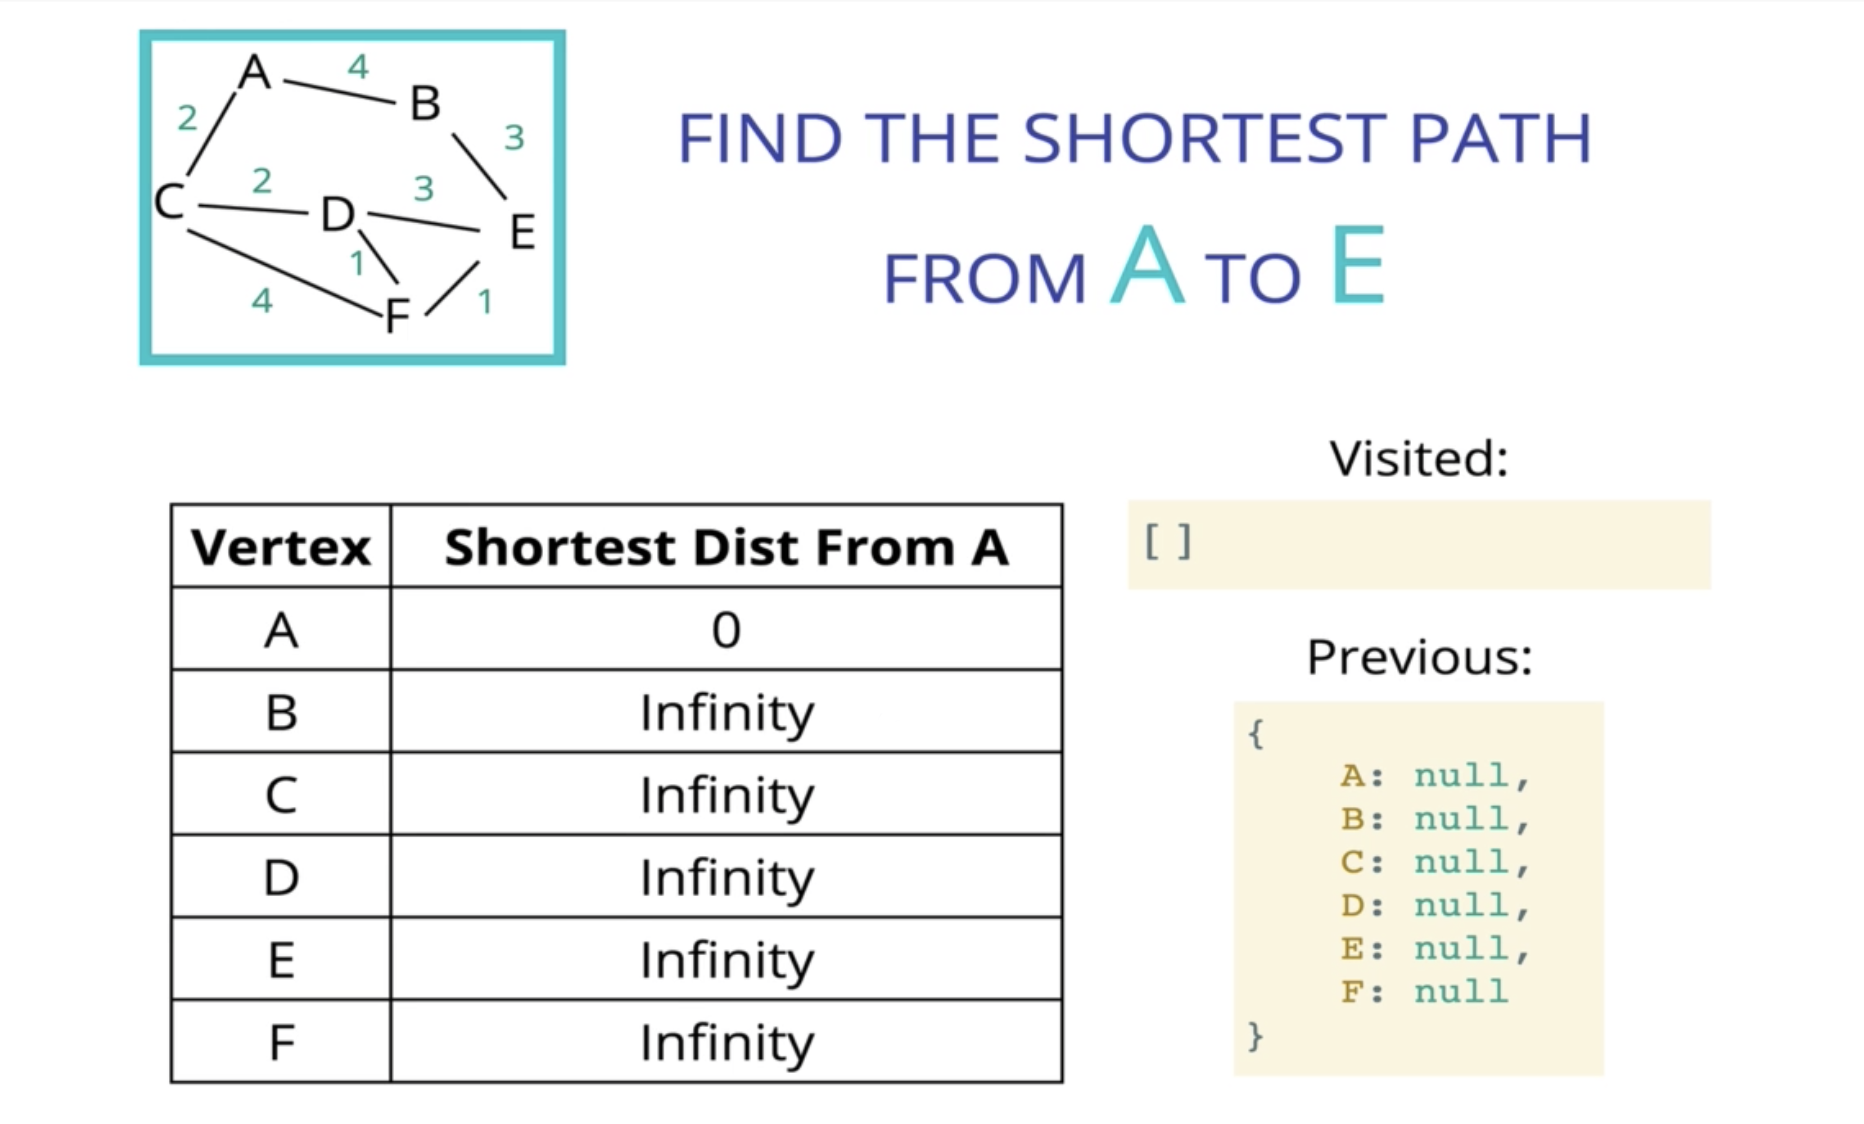 A
4
B
2
3
C
2
D
3
E
1
4
F
1
FIND THE SHORTEST PATH
FROM A TO E
Vertex Shortest Dist From A
A 0
B Infinity
C Infinity
D Infinity
E Infinity
F Infinity
Visited:
[ ]
Previous:
{
A: null,
B: null,
C: null,
D: null,
E: null,
F: null
}